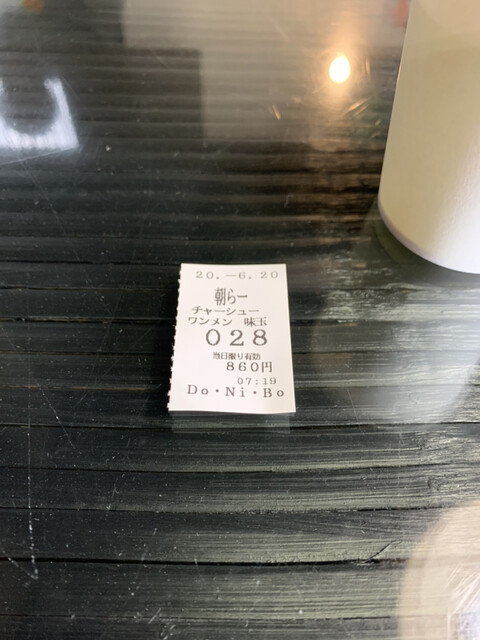 20.-6.20
朝らー
チャーシュー
ワンメン 味玉
028
当日限り有効
860円
07:19
Do・Ni・Bo